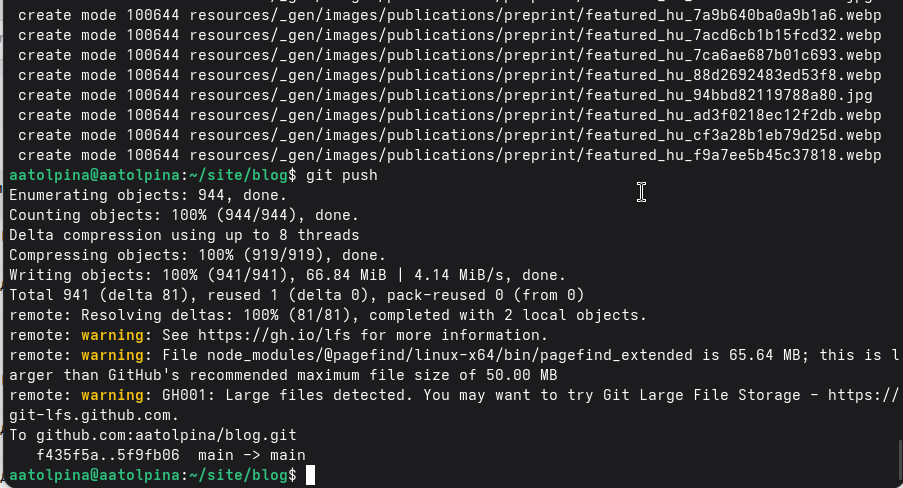 create mode 100644 resources/_gen/images/publications/preprint/featured_hu_7a9b640ba0a9b1a6.webp
create mode 100644 resources/_gen/images/publications/preprint/featured_hu_7acd6cb1b15fcd32.webp
create mode 100644 resources/_gen/images/publications/preprint/featured_hu_7ca6ae687b01c693.webp
create mode 100644 resources/_gen/images/publications/preprint/featured_hu_88d2692483ed53f8.webp
create mode 100644 resources/_gen/images/publications/preprint/featured_hu_94bbd82119788a80.jpg
create mode 100644 resources/_gen/images/publications/preprint/featured_hu_ad3f0218ec12f2db.webp
create mode 100644 resources/_gen/images/publications/preprint/featured_hu_cf3a28b1eb79d25d.webp
create mode 100644 resources/_gen/images/publications/preprint/featured_hu_f9a7ee5b45c37818.webp
aatolpina@aatolpina:~/site/blog$ git push
Enumerating objects: 944, done.
Counting objects: 100% (944/944), done.
Delta compression using up to 8 threads
Compressing objects: 100% (919/919), done.
Writing objects: 100% (941/941), 66.84 MiB | 4.14 MiB/s, done.
Total 941 (delta 81), reused 1 (delta 0), pack-reused 0 (from 0)
remote: Resolving deltas: 100% (81/81), completed with 2 local objects.
remote: warning: See https://gh.io/lfs for more information.
remote: warning: File node_modules/@pagefind/linux-x64/bin/pagefind_extended is 65.64 MB; this is l
arger than GitHub's recommended maximum file size of 50.00 MB
remote: warning: GH001: Large files detected. You may want to try Git Large File Storage - https://
git-lfs.github.com.
To github.com:aatolpina/blog.git
f435f5a..5f9fb06  main -> main
aatolpina@aatolpina:~/site/blog$